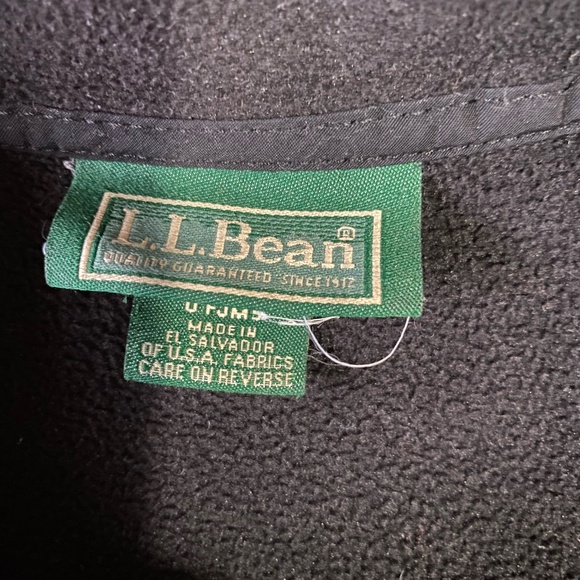 L.L.Bean
QUALITY GUARANTEED SINCE 1912
MADE IN
EL SALVADOR
OF U.S.A. FABRICS
CARE ON REVERSE